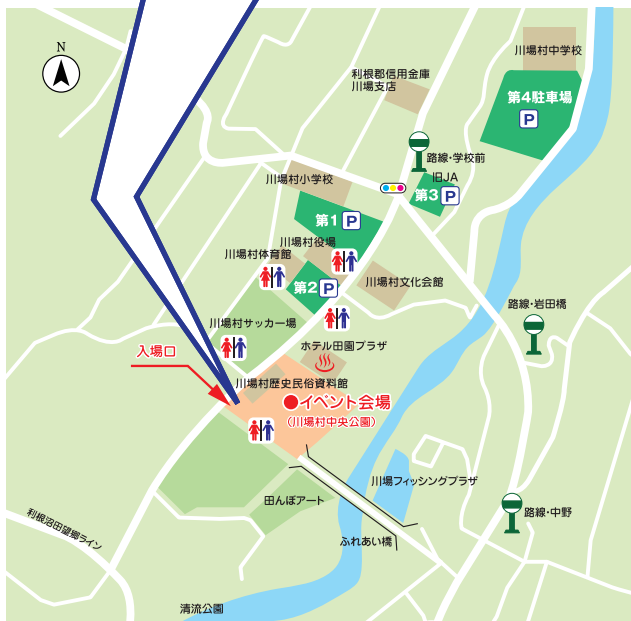 N
川場村中学校
利根郡信用金庫
川場支店
第4駐車場
P
路線・学校前
旧JA
第3 P
川場村小学校
第1 P
川場村役場
川場村体育館
第2 P
川場村文化会館
路線・岩田橋
川場村サッカー場
入場口
ホテル田園プラザ
川場村歴史民俗資料館
イベント会場
（川場村中央公園）
川場フィッシングプラザ
田んぼアート
路線・中野
利根沼田望郷ライン
ふれあい橋
清流公園